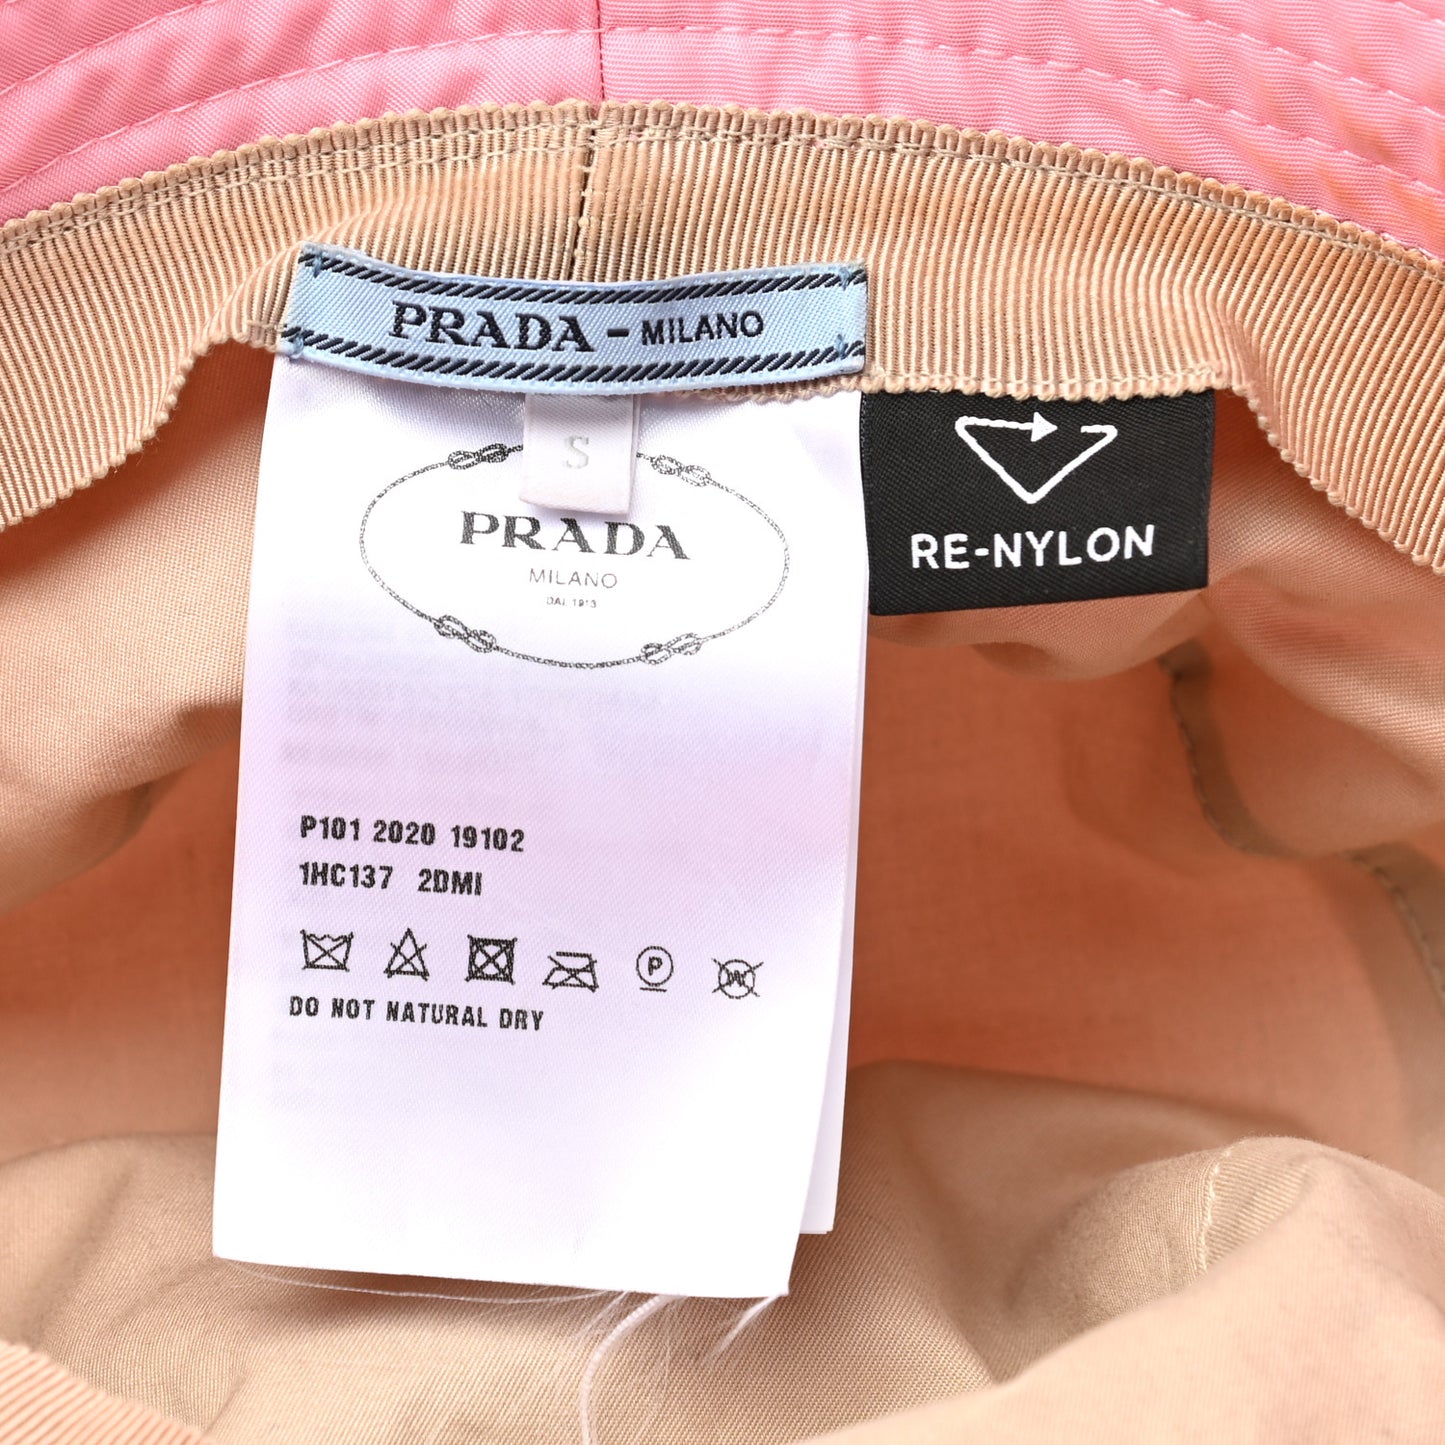 PRADA - MILANO
S
PRADA
MILANO
DAL 1913
RE-NYLON
P101 2020 19102
1HC137 2DMI
P
W
DO NOT NATURAL DRY